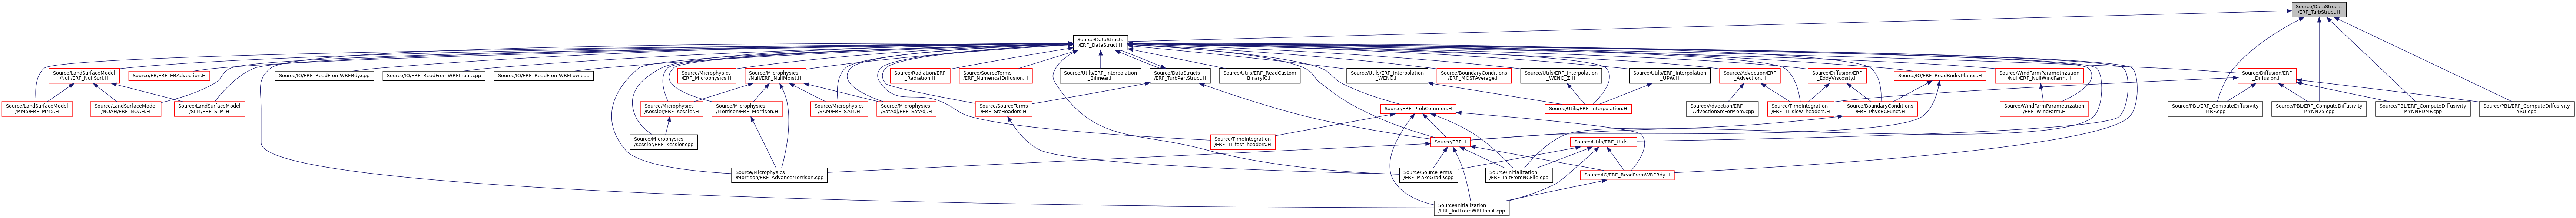 Source/DataStructs
/ERF_TurbStruct.H
Source/DataStructs
/ERF_DataStruct.H
Source/LandSurfaceModel
/Null/ERF_NullSurf.H
Source/EB/ERF_EBAdvection.H
Source/IO/ERF_ReadFromWRFBdy.cpp
Source/IO/ERF_ReadFromWRFInput.cpp
Source/IO/ERF_ReadFromWRFLow.cpp
Source/Microphysics
/ERF_Microphysics.H
Source/Microphysics
/Null/ERF_NullMoist.H
Source/Radiation/ERF
_Radiation.H
Source/SourceTerms
/ERF_NumericalDiffusion.H
Source/Utils/ERF_Interpolation
_Bilinear.H
Source/DataStructs
/ERF_TurbPertStruct.H
Source/Utils/ERF_ReadCustom
BinaryIC.H
Source/Utils/ERF_Interpolation
_WENO.H
Source/BoundaryConditions
/ERF_MOSTAverage.H
Source/Utils/ERF_Interpolation
_WENO_Z.H
Source/Utils/ERF_Interpolation
_UPW.H
Source/Advection/ERF
_Advection.H
Source/Diffusion/ERF
_EddyViscosity.H
Source/IO/ERF_ReadBndryPlanes.H
Source/WindFarmParametrization
/Null/ERF_NullWindFarm.H
Source/Diffusion/ERF
_Diffusion.H
Source/LandSurfaceModel
/MM5/ERF_MM5.H
Source/LandSurfaceModel
/NOAH/ERF_NOAH.H
Source/LandSurfaceModel
/SLM/ERF_SLM.H
Source/Microphysics
/Kessler/ERF_Kessler.H
Source/Microphysics
/Morrison/ERF_Morrison.H
Source/Microphysics
/SAM/ERF_SAM.H
Source/Microphysics
/SatAdj/ERF_SatAdj.H
Source/SourceTerms
/ERF_SrcHeaders.H
Source/ERF_ProbCommon.H
Source/Utils/ERF_Interpolation.H
Source/Advection/ERF
_AdvectionSrcForMom.cpp
Source/TimeIntegration
/ERF_TI_slow_headers.H
Source/BoundaryConditions
/ERF_PhysBCFunct.H
Source/WindFarmParametrization
/ERF_WindFarm.H
Source/PBL/ERF_ComputeDiffusivity
MRF.cpp
Source/PBL/ERF_ComputeDiffusivity
MYNN25.cpp
Source/PBL/ERF_ComputeDiffusivity
MYNNEDMF.cpp
Source/PBL/ERF_ComputeDiffusivity
YSU.cpp
Source/Microphysics
/Kessler/ERF_Kessler.cpp
Source/TimeIntegration
/ERF_TI_fast_headers.H
Source/ERF.H
Source/Utils/ERF_Utils.H
Source/Microphysics
/Morrison/ERF_AdvanceMorrison.cpp
Source/SourceTerms
/ERF_MakeGradP.cpp
Source/Initialization
/ERF_InitFromNCFile.cpp
Source/IO/ERF_ReadFromWRFBdy.H
Source/Initialization
/ERF_InitFromWRFInput.cpp